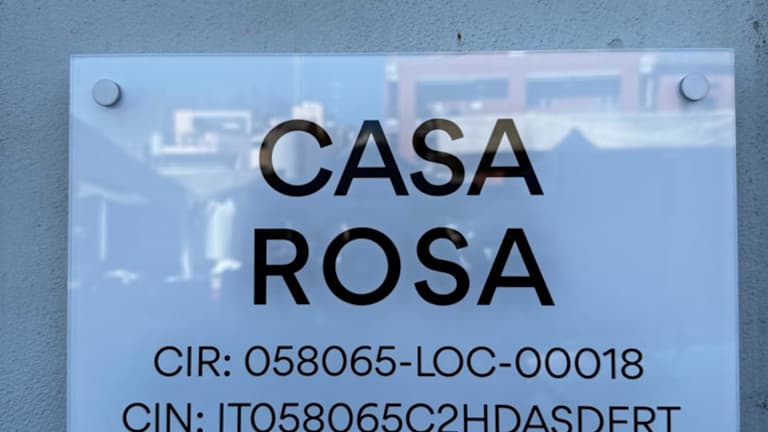 CASA
ROSA
CIR: 058065-LOC-00018
CIN: IT058065C2HDASDERT